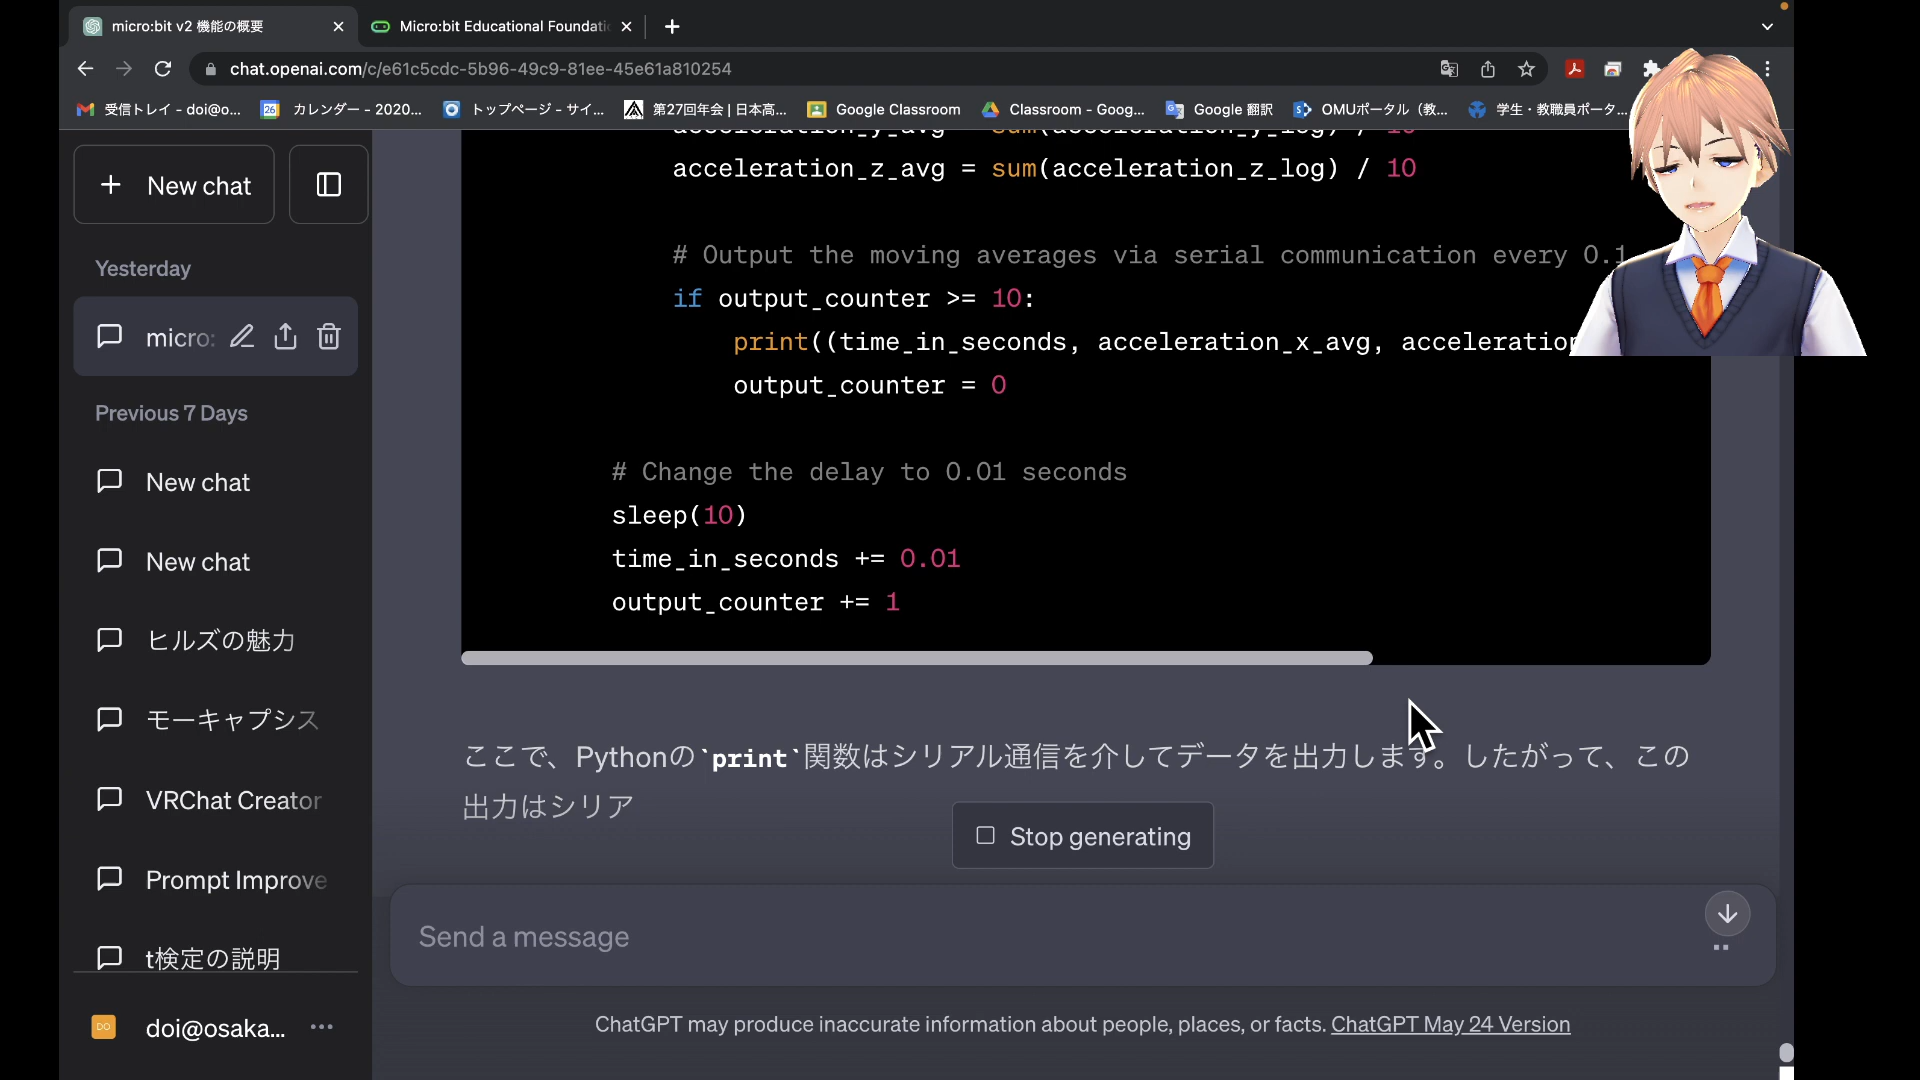 micro:bit v2 機能の概要
Micro:bit Educational Foundati
chat.openai.com/c/e61c5cdc-5b96-49c9-81ee-45e61a810254
受信トレイ - doi@o...
カレンダー - 2020...
トップページ - サイ...
第27回年会 | 日本高...
Google Classroom
Classroom - Goog...
Google 翻訳
OMUポータル（教...
学生・教職員ポータ...
New chat
Yesterday
micro:
Previous 7 Days
New chat
New chat
ヒルズの魅力
モーキャプシス
VRChat Creator
Prompt Improve
t検定の説明
DO
doi@osaka...
acceleration_y_avg = sum(acceleration_y_log) / 10
acceleration_z_avg = sum(acceleration_z_log) / 10
# Output the moving averages via serial communication every 0.1
if output_counter >= 10:
print((time_in_seconds, acceleration_x_avg, acceleration
output_counter = 0
# Change the delay to 0.01 seconds
sleep(10)
time_in_seconds += 0.01
output_counter += 1
ここで、Pythonの`print`関数はシリアル通信を介してデータを出力します。したがって、この
出力はシリア
Stop generating
Send a message
ChatGPT may produce inaccurate information about people, places, or facts. ChatGPT May 24 Version